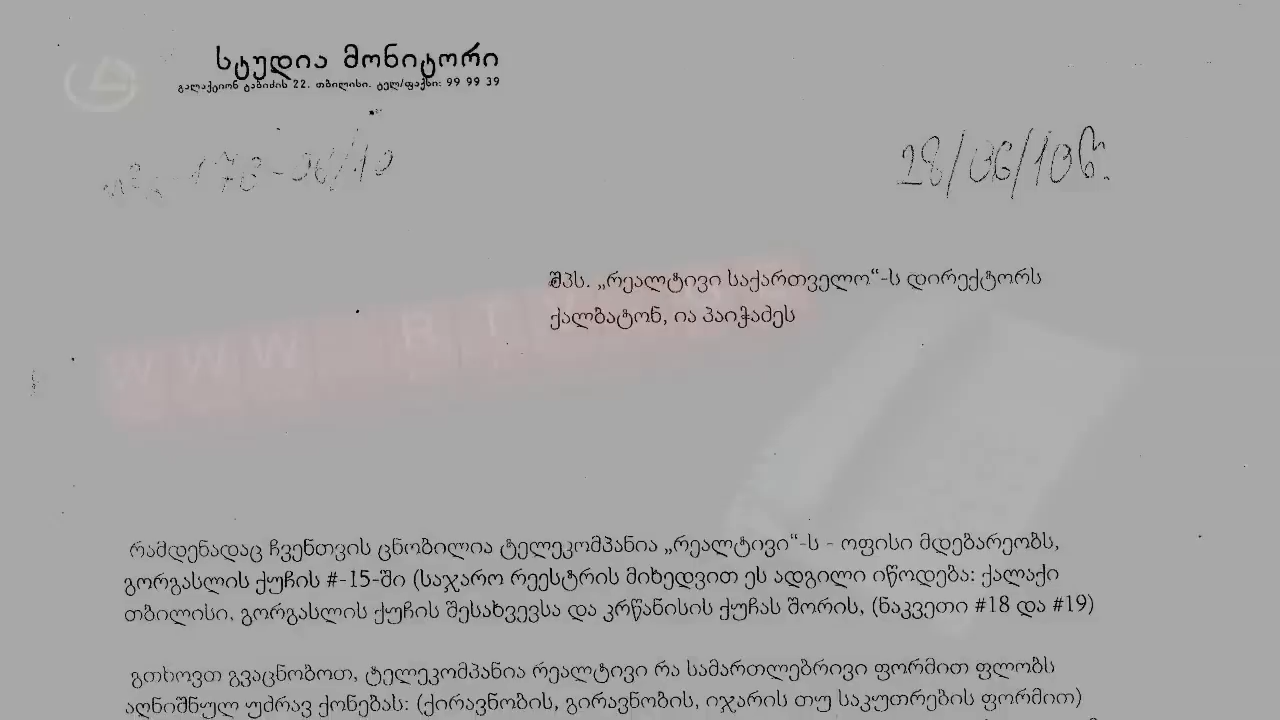 სტუდია მონიტორი
გალაქტიონ ტაბიძის 22. თბილისი. ტელ/ფაქსი: 99 99 39
28/06/10წ.
შპს. „რეალტივი საქართველო“-ს დირექტორს
ქალბატონ, ია პაიჭაძეს
WWW RT
რამდენადაც ჩვენთვის ცნობილია ტელეკომპანია „რეალტივი“-ს - ოფისი მდებარეობს,
გორგასლის ქუჩის #-15-ში (საჯარო რეესტრის მიხედვით ეს ადგილი იწოდება: ქალაქი
თბილისი, გორგასლის ქუჩის შესახვევსა და კრწანისის ქუჩას შორის, (ნაკვეთი #18 და #19)
გთხოვთ გვაცნობოთ, ტელეკომპანია რეალტივი რა სამართლებრივი ფორმით ფლობს
აღნიშნულ უძრავ ქონებას: (ქირავნობის, გირავნობის, იჯარის თუ საკუთრების ფორმით)